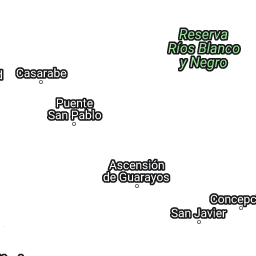 Reserva
Ríos Blanco
y Negro
Casarabe
Puente
San Pablo
Ascensión
de Guarayos
Concepc
San Javier